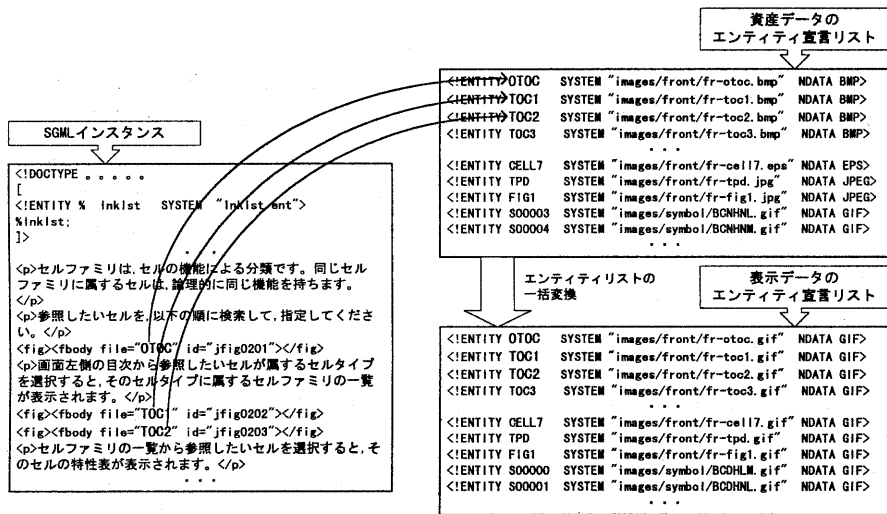 資産データの
エンティティ宣言リスト
<!ENTITY OTOC SYSTEM "images/front/fr-otoc.bmp" NDATA BMP>
<!ENTITY TOC1 SYSTEM "images/front/fr-toc1.bmp" NDATA BMP>
<!ENTITY TOC2 SYSTEM "images/front/fr-toc2.bmp" NDATA BMP>
<!ENTITY TOC3 SYSTEM "images/front/fr-toc3.bmp" NDATA BMP>
・・・
<!ENTITY CELL7 SYSTEM "images/front/fr-cell7.eps" NDATA EPS>
<!ENTITY TPD SYSTEM "images/front/fr-tpd.jpg" NDATA JPEG>
<!ENTITY FIG1 SYSTEM "images/front/fr-fig1.jpg" NDATA JPEG>
<!ENTITY S00003 SYSTEM "images/symbol/BCNHNL.gif" NDATA GIF>
<!ENTITY S00004 SYSTEM "images/symbol/BCNHNM.gif" NDATA GIF>
・・・
SGMLインスタンス
<!DOCTYPE 。。。。。
[
<!ENTITY % lnklst SYSTEM "lnklst.ent">
%lnklst;
]>
・・・
<p>セルファミリは,セルの機能による分類です。同じセル
ファミリに属するセルは,論理的に同じ機能を持ちます。
</p>
<p>参照したいセルを,以下の順に検索して,指定してくださ
い。</p>
<fig><fbody file="OTOC" id="jfig0201"></fig>
<p>画面左側の目次から参照したいセルが属するセルタイプ
を選択すると,そのセルタイプに属するセルファミリの一覧
が表示されます。</p>
<fig><fbody file="TOC1" id="jfig0202"></fig>
<fig><fbody file="TOC2" id="jfig0203"></fig>
<p>セルファミリの一覧から参照したいセルを選択すると,そ
のセルの特性表が表示されます。</p>
・・・
エンティティリストの
一括変換
表示データの
エンティティ宣言リスト
<!ENTITY OTOC SYSTEM "images/front/fr-otoc.gif" NDATA GIF>
<!ENTITY TOC1 SYSTEM "images/front/fr-toc1.gif" NDATA GIF>
<!ENTITY TOC2 SYSTEM "images/front/fr-toc2.gif" NDATA GIF>
<!ENTITY TOC3 SYSTEM "images/front/fr-toc3.gif" NDATA GIF>
・・・
<!ENTITY CELL7 SYSTEM "images/front/fr-cell7.gif" NDATA GIF>
<!ENTITY TPD SYSTEM "images/front/fr-tpd.gif" NDATA GIF>
<!ENTITY FIG1 SYSTEM "images/front/fr-fig1.gif" NDATA GIF>
<!ENTITY S00000 SYSTEM "images/symbol/BCDHLM.gif" NDATA GIF>
<!ENTITY S00001 SYSTEM "images/symbol/BCDHNL.gif" NDATA GIF>
・・・